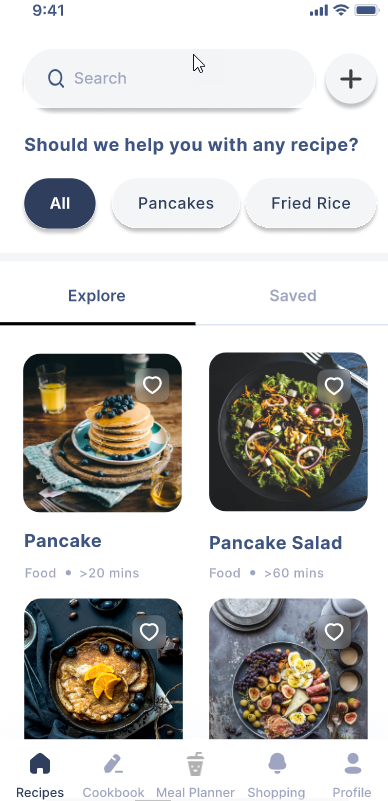 9:41
Search
Should we help you with any recipe?
All Pancakes Fried Rice
Explore Saved
Pancake Pancake Salad
Food • >20 mins Food • >60 mins
Recipes Cookbook Meal Planner Shopping Profile